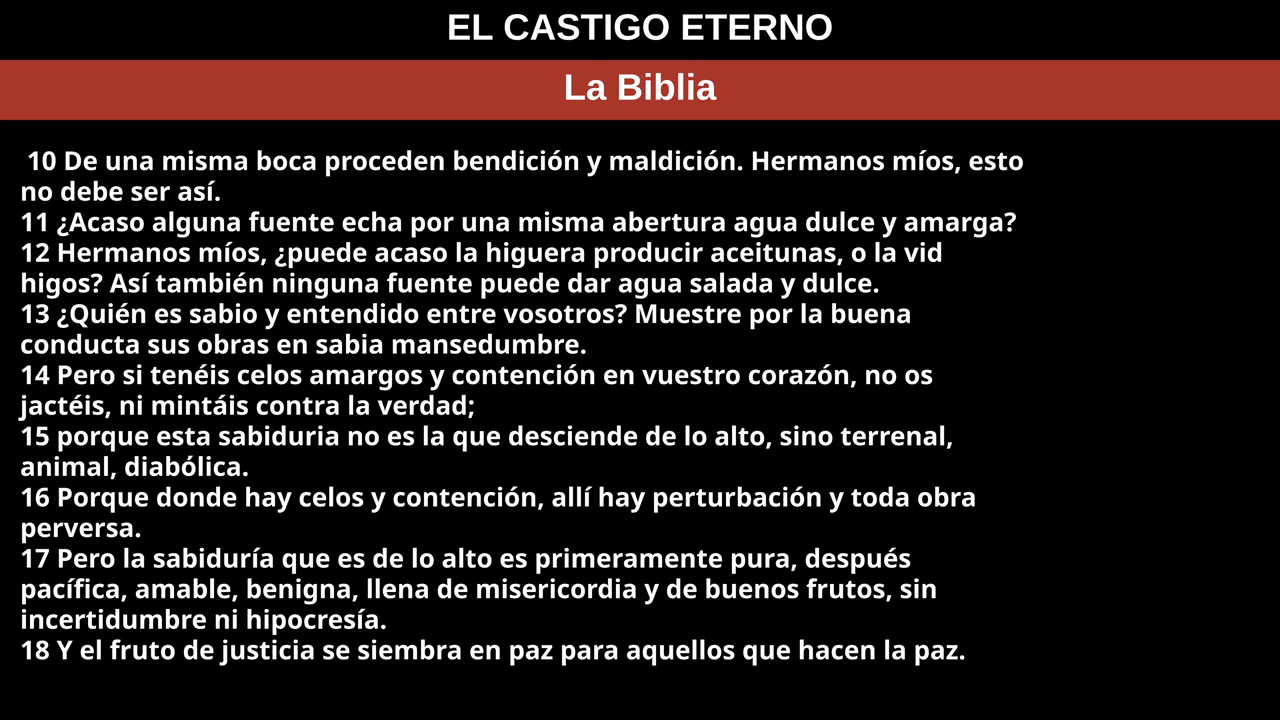 EL CASTIGO ETERNO
La Biblia
10 De una misma boca proceden bendición y maldición. Hermanos míos, esto
no debe ser así.
11 ¿Acaso alguna fuente echa por una misma abertura agua dulce y amarga?
12 Hermanos míos, ¿puede acaso la higuera producir aceitunas, o la vid
higos? Así también ninguna fuente puede dar agua salada y dulce.
13 ¿Quién es sabio y entendido entre vosotros? Muestre por la buena
conducta sus obras en sabia mansedumbre.
14 Pero si tenéis celos amargos y contención en vuestro corazón, no os
jactéis, ni mintáis contra la verdad;
15 porque esta sabiduria no es la que desciende de lo alto, sino terrenal,
animal, diabólica.
16 Porque donde hay celos y contención, allí hay perturbación y toda obra
perversa.
17 Pero la sabiduría que es de lo alto es primeramente pura, después
pacífica, amable, benigna, llena de misericordia y de buenos frutos, sin
incertidumbre ni hipocresía.
18 Y el fruto de justicia se siembra en paz para aquellos que hacen la paz.